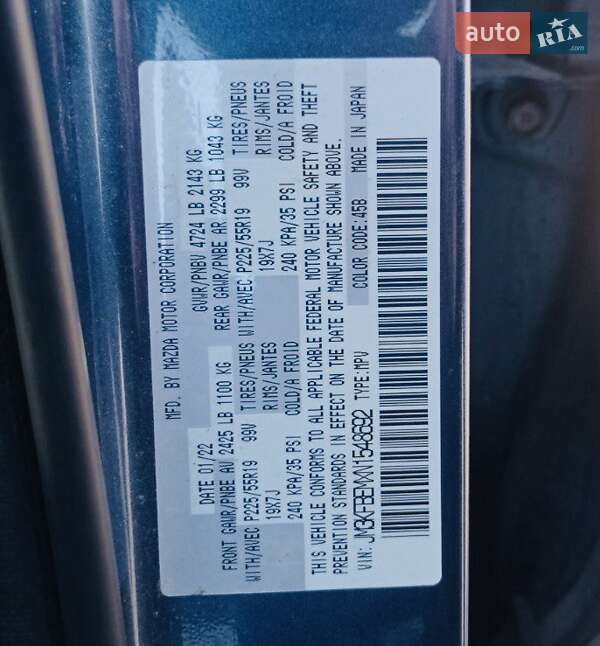 auto RIA.com
MFD. BY MAZDA MOTOR CORPORATION
DATE 01/22 GVWR/PNBV 4724 LB 2143 KG
FRONT GAWR/PNBE AV 2425 LB 1100 KG REAR GAWR/PNBE AR 2299 LB 1043 KG
WITH/AVEC P225/55R19 99V TIRES/PNEUS WITH/AVEC P225/55R19 99V TIRES/PNEUS
19X7J RIMS/JANTES 19X7J RIMS/JANTES
240 KPA/35 PSI COLD/A FROID 240 KPA/35 PSI COLD/A FROID
THIS VEHICLE CONFORMS TO ALL APPLICABLE FEDERAL MOTOR VEHICLE SAFETY AND THEFT
PREVENTION STANDARDS IN EFFECT ON THE DATE OF MANUFACTURE SHOWN ABOVE.
VIN: JM3KFBEMXN1548692 TYPE:MPV COLOR CODE:45B MADE IN JAPAN